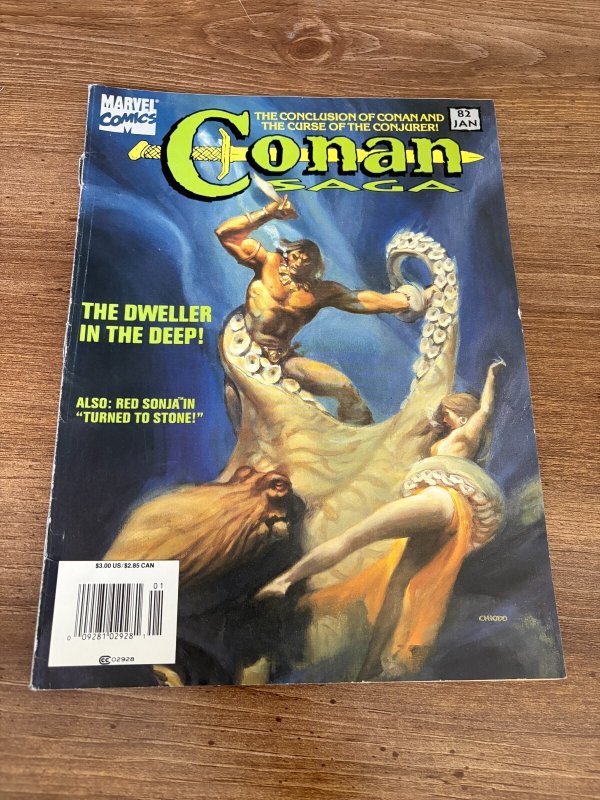 MARVEL
COMICS
THE CONCLUSION OF CONAN AND
THE CURSE OF THE CONJURER!
82
JAN
Conan
SAGA
THE DWELLER
IN THE DEEP!
ALSO: RED SONJA™ IN
"TURNED TO STONE!"
$3.00 US/$2.85 CAN
01
0 09281 02928 1
CC 02928
CHIODO